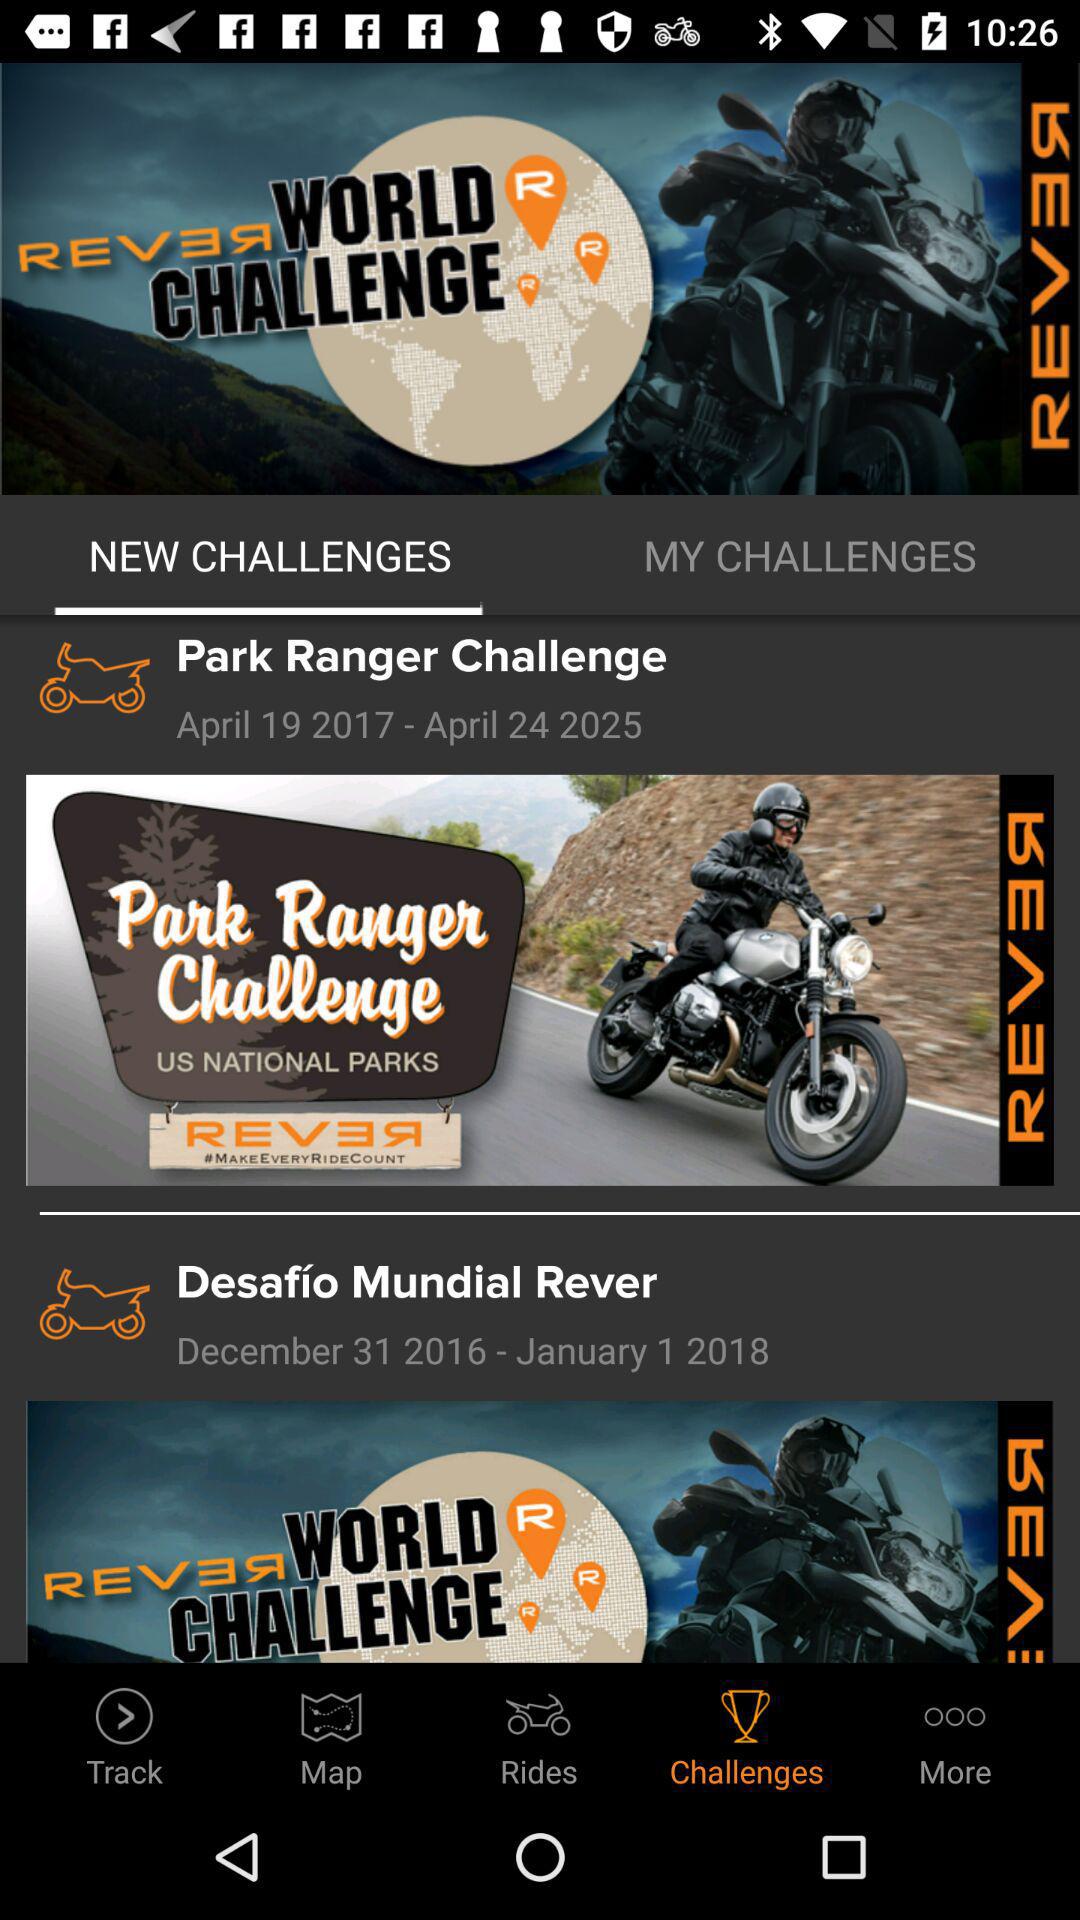 10:26
REVER WORLD
CHALLENGE
R
R
R
REVER
NEW CHALLENGES
MY CHALLENGES
Park Ranger Challenge
April 19 2017 - April 24 2025
Park Ranger
Challenge
US NATIONAL PARKS
REVER
#MAKEEVERYRIDECOUNT
REVER
Desafío Mundial Rever
December 31 2016 - January 1 2018
REVER WORLD
CHALLENGE
R
R
R
REVER
Track
Map
Rides
Challenges
More